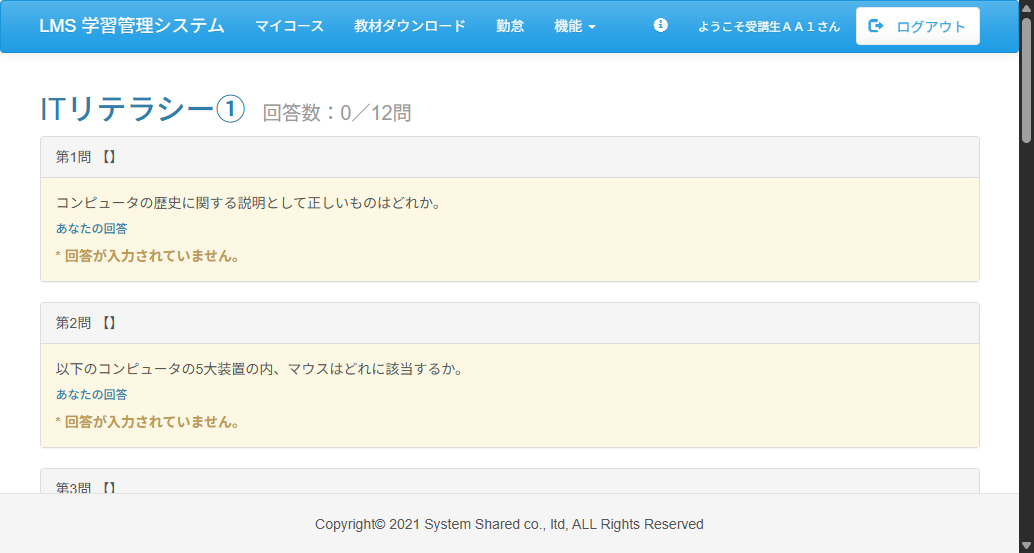 LMS 学習管理システム マイコース 教材ダウンロード 勤怠 機能 ようこそ受講生ＡＡ１さん ログアウト
ITリテラシー① 回答数：0／12問
第1問 【】
コンピュータの歴史に関する説明として正しいものはどれか。
あなたの回答
* 回答が入力されていません。
第2問 【】
以下のコンピュータの5大装置の内、マウスはどれに該当するか。
あなたの回答
* 回答が入力されていません。
第3問 【】
Copyright© 2021 System Shared co., ltd, ALL Rights Reserved